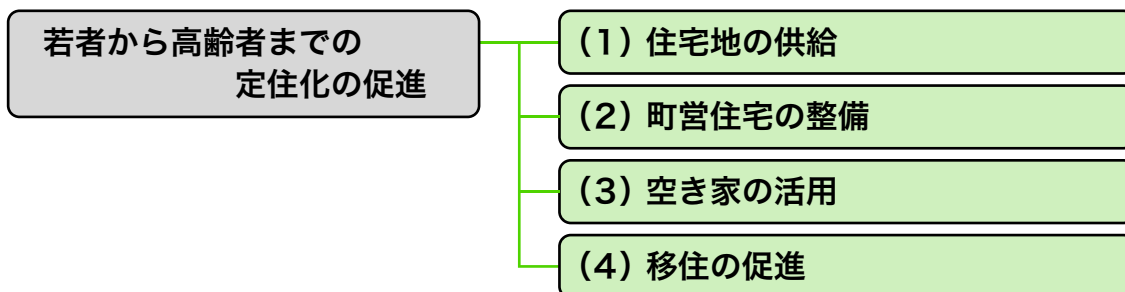 若者から高齢者までの
定住化の促進
（1）住宅地の供給
（2）町営住宅の整備
（3）空き家の活用
（4）移住の促進